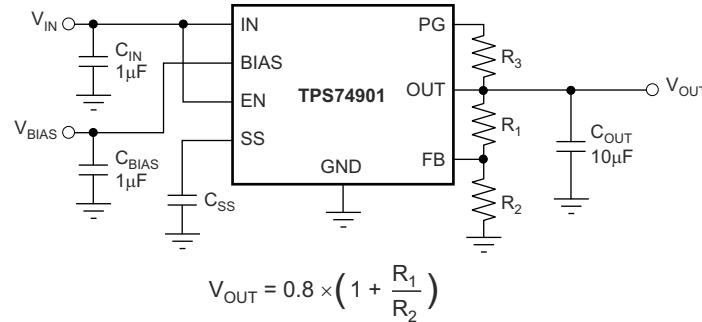 V_IN
C_IN
1μF
V_BIAS
C_BIAS
1μF
C_SS
IN
BIAS
EN
SS
TPS74901
GND
PG
OUT
FB
R_3
R_1
R_2
V_OUT
C_OUT
10μF
V_OUT = 0.8 × (1 + R_1/R_2)